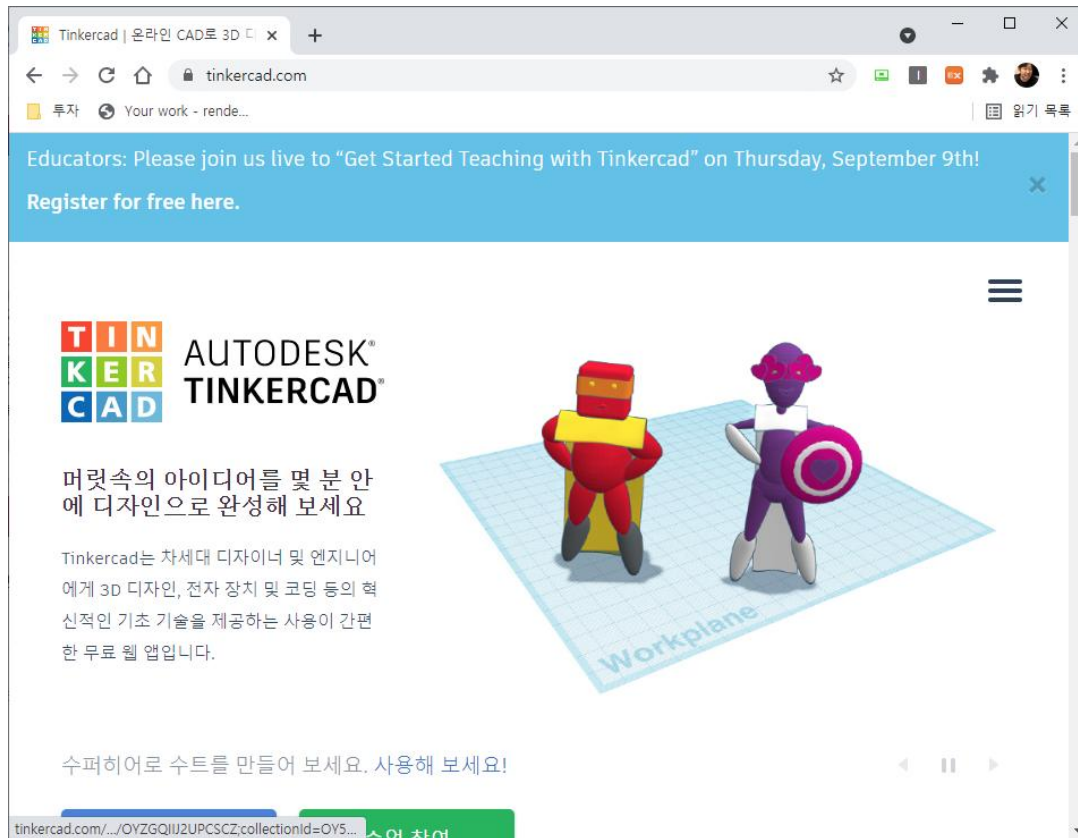 Tinkercad | 온라인 CAD로 3D
tinkercad.com
투자
Your work - rende...
읽기 목록
Educators: Please join us live to “Get Started Teaching with Tinkercad” on Thursday, September 9th!
Register for free here.
TIN
KER
CAD
AUTODESK®
TINKERCAD®
머릿속의 아이디어를 몇 분 안
에 디자인으로 완성해 보세요
Tinkercad는 차세대 디자이너 및 엔지니어
에게 3D 디자인, 전자 장치 및 코딩 등의 혁
신적인 기초 기술을 제공하는 사용이 간편
한 무료 웹 앱입니다.
Workplane
수퍼히어로 수트를 만들어 보세요. 사용해 보세요!
tinkercad.com/.../OYZGQIIJ2UPCSCZ;collectionId=OY5...